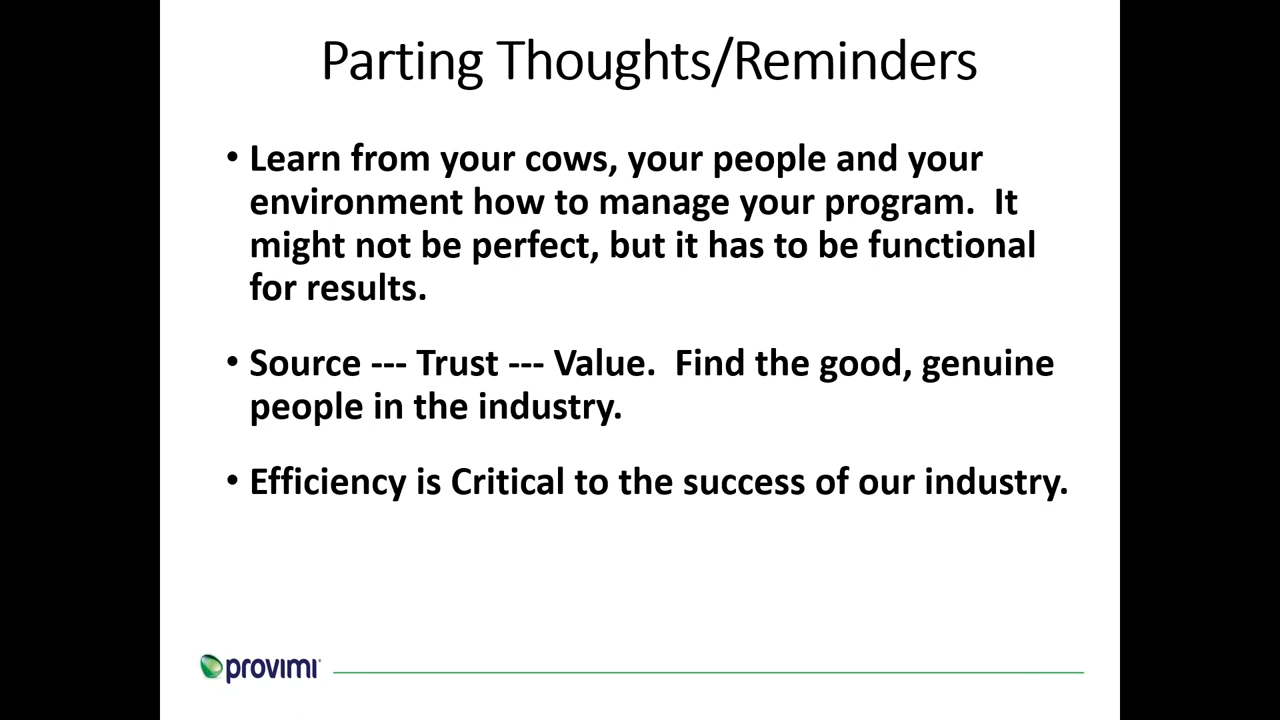 Parting Thoughts/Reminders
• Learn from your cows, your people and your
environment how to manage your program.  It
might not be perfect, but it has to be functional
for results.
• Source --- Trust --- Value.  Find the good, genuine
people in the industry.
• Efficiency is Critical to the success of our industry.
provimi